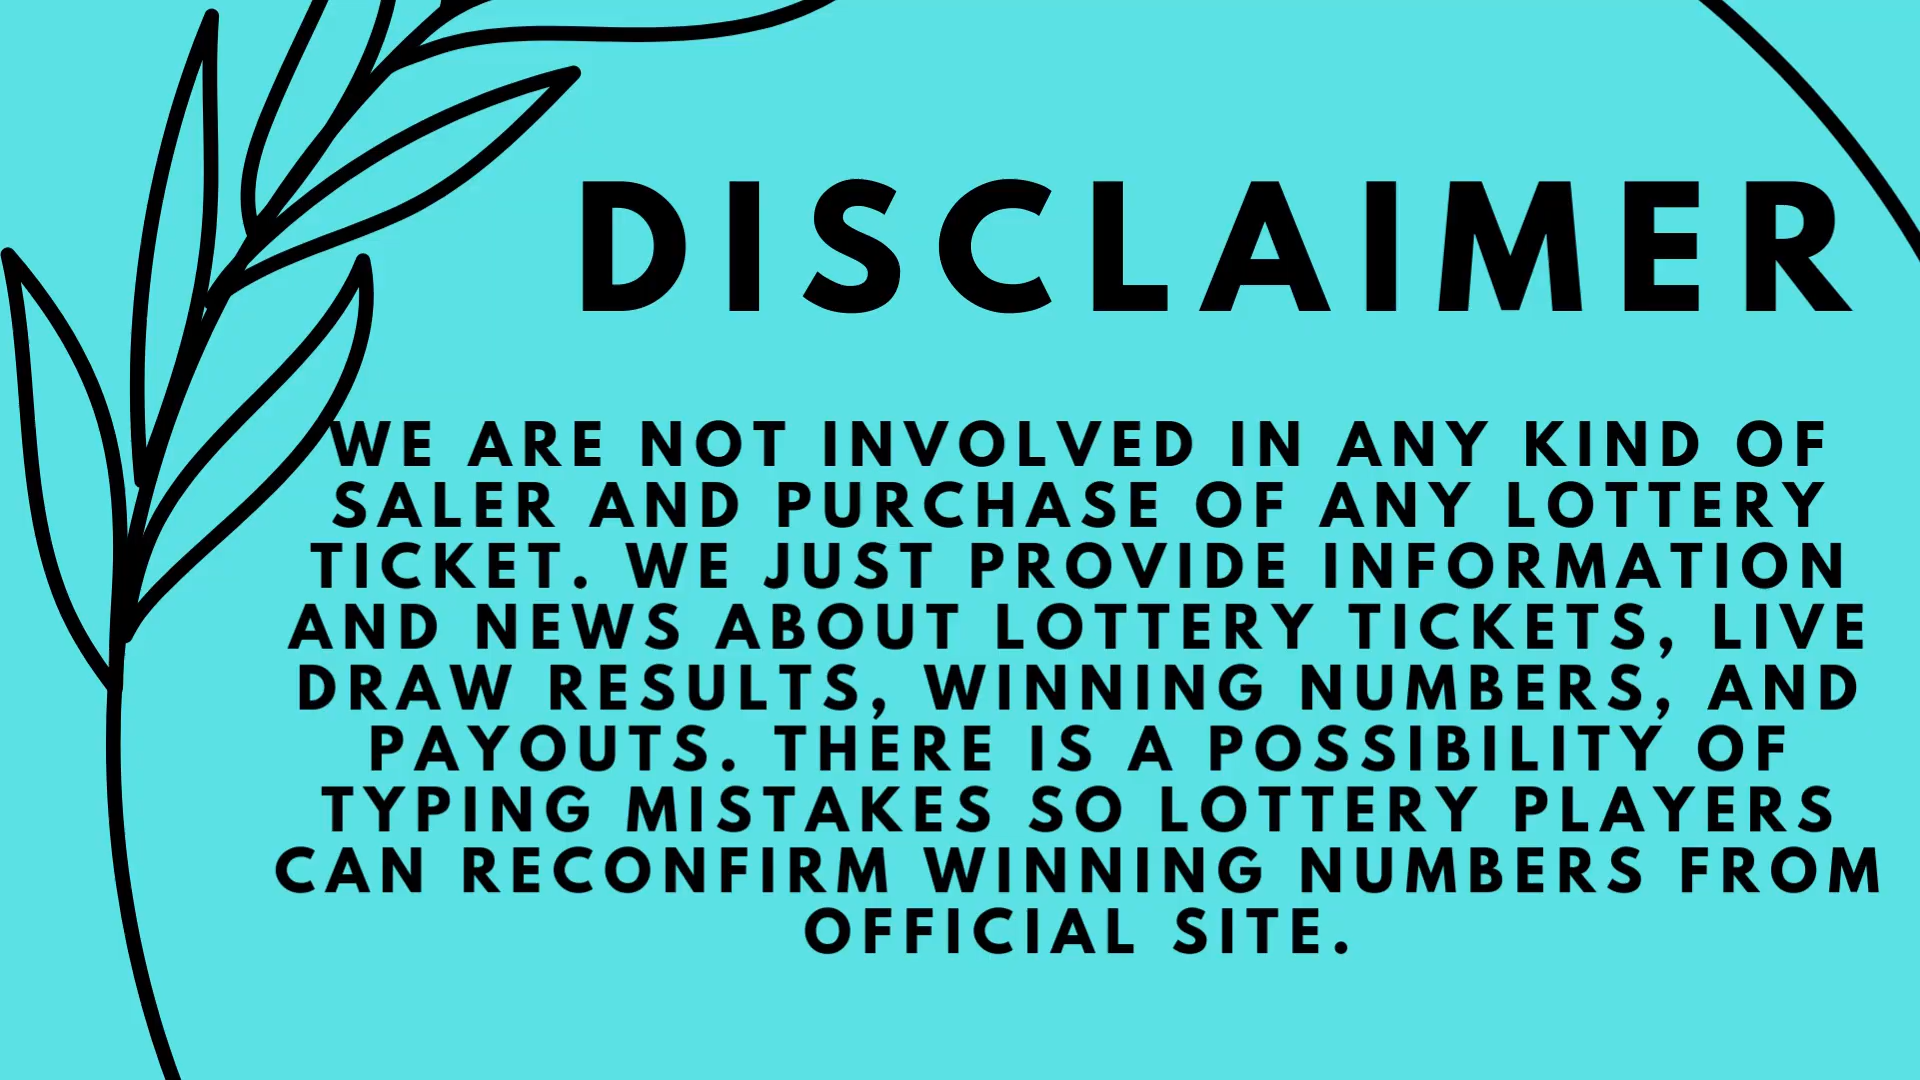 DISCLAIMER
WE ARE NOT INVOLVED IN ANY KIND OF
SALER AND PURCHASE OF ANY LOTTERY
TICKET. WE JUST PROVIDE INFORMATION
AND NEWS ABOUT LOTTERY TICKETS, LIVE
DRAW RESULTS, WINNING NUMBERS, AND
PAYOUTS. THERE IS A POSSIBILITY OF
TYPING MISTAKES SO LOTTERY PLAYERS
CAN RECONFIRM WINNING NUMBERS FROM
OFFICIAL SITE.